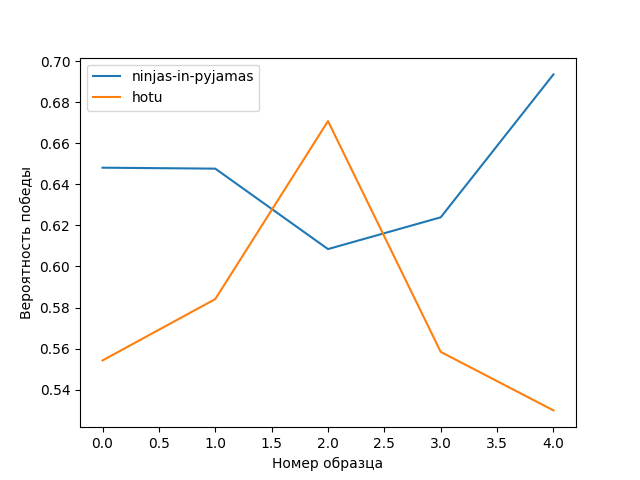 ninjas-in-pyjamas
hotu
0.70
0.68
0.66
0.64
0.62
0.60
0.58
0.56
0.54
Вероятность победы
0.0 0.5 1.0 1.5 2.0 2.5 3.0 3.5 4.0
Номер образца